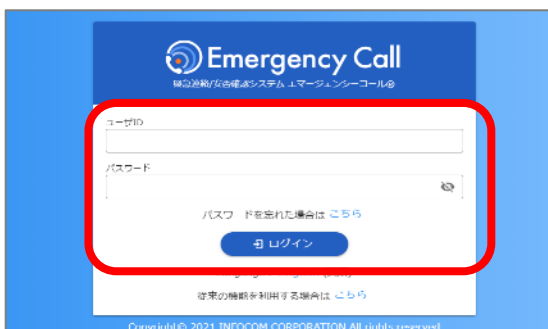 Emergency Call
緊急連絡/安否確認システム エマージェンシーコール®
ユーザID
パスワード
パスワードを忘れた場合は こちら
ログイン
従来の機能を利用する場合は こちら
Copyright© 2021 INFOCOM CORPORATION All rights reserved